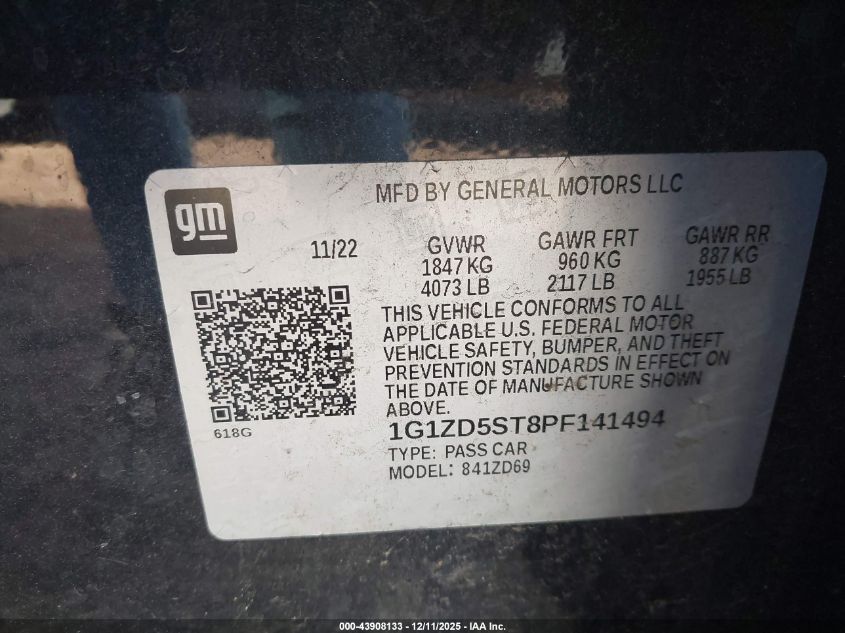 MFD BY GENERAL MOTORS LLC
gm
11/22
GVWR
1847 KG
4073 LB
GAWR FRT
960 KG
2117 LB
GAWR RR
887 KG
1955 LB
THIS VEHICLE CONFORMS TO ALL
APPLICABLE U.S. FEDERAL MOTOR
VEHICLE SAFETY, BUMPER, AND THEFT
PREVENTION STANDARDS IN EFFECT ON
THE DATE OF MANUFACTURE SHOWN
ABOVE.
618G
1G1ZD5ST8PF141494
TYPE: PASS CAR
MODEL: 841ZD69
000-43908133 - 12/11/2025 - IAA Inc.